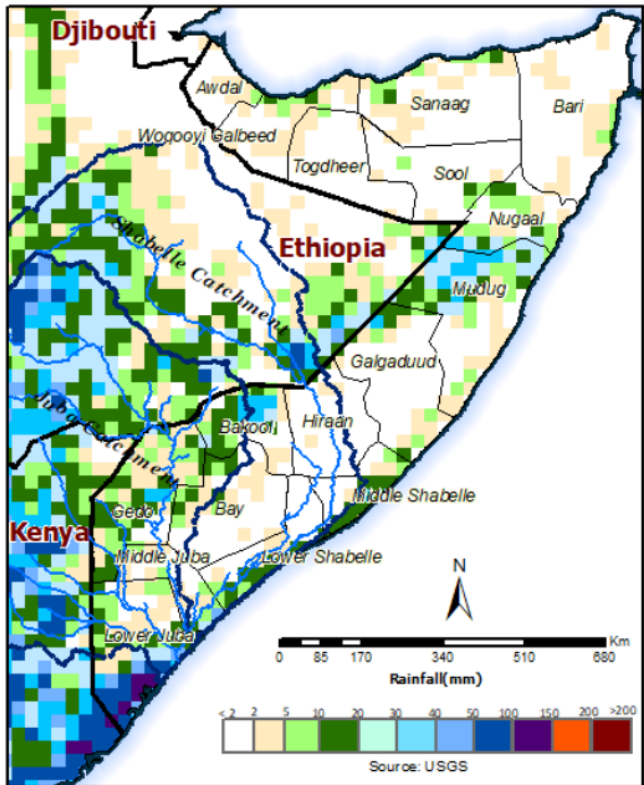 Djibouti
Awdal
Sanaag
Bari
Woqooyi Galbeed
Togdheer
Sool
Nugaal
Shabelle Catchment
Ethiopia
Mudug
Galgaduud
Juba Catchment
Bakool
Hiraan
Gedo
Bay
Middle Shabelle
Kenya
Middle Juba
Lower Shabelle
Lower Juba
N
Km
0 85 170 340 510 680
Rainfall(mm)
< 2 2 5 10 20 30 40 50 100 150 200 >200
Source: USGS